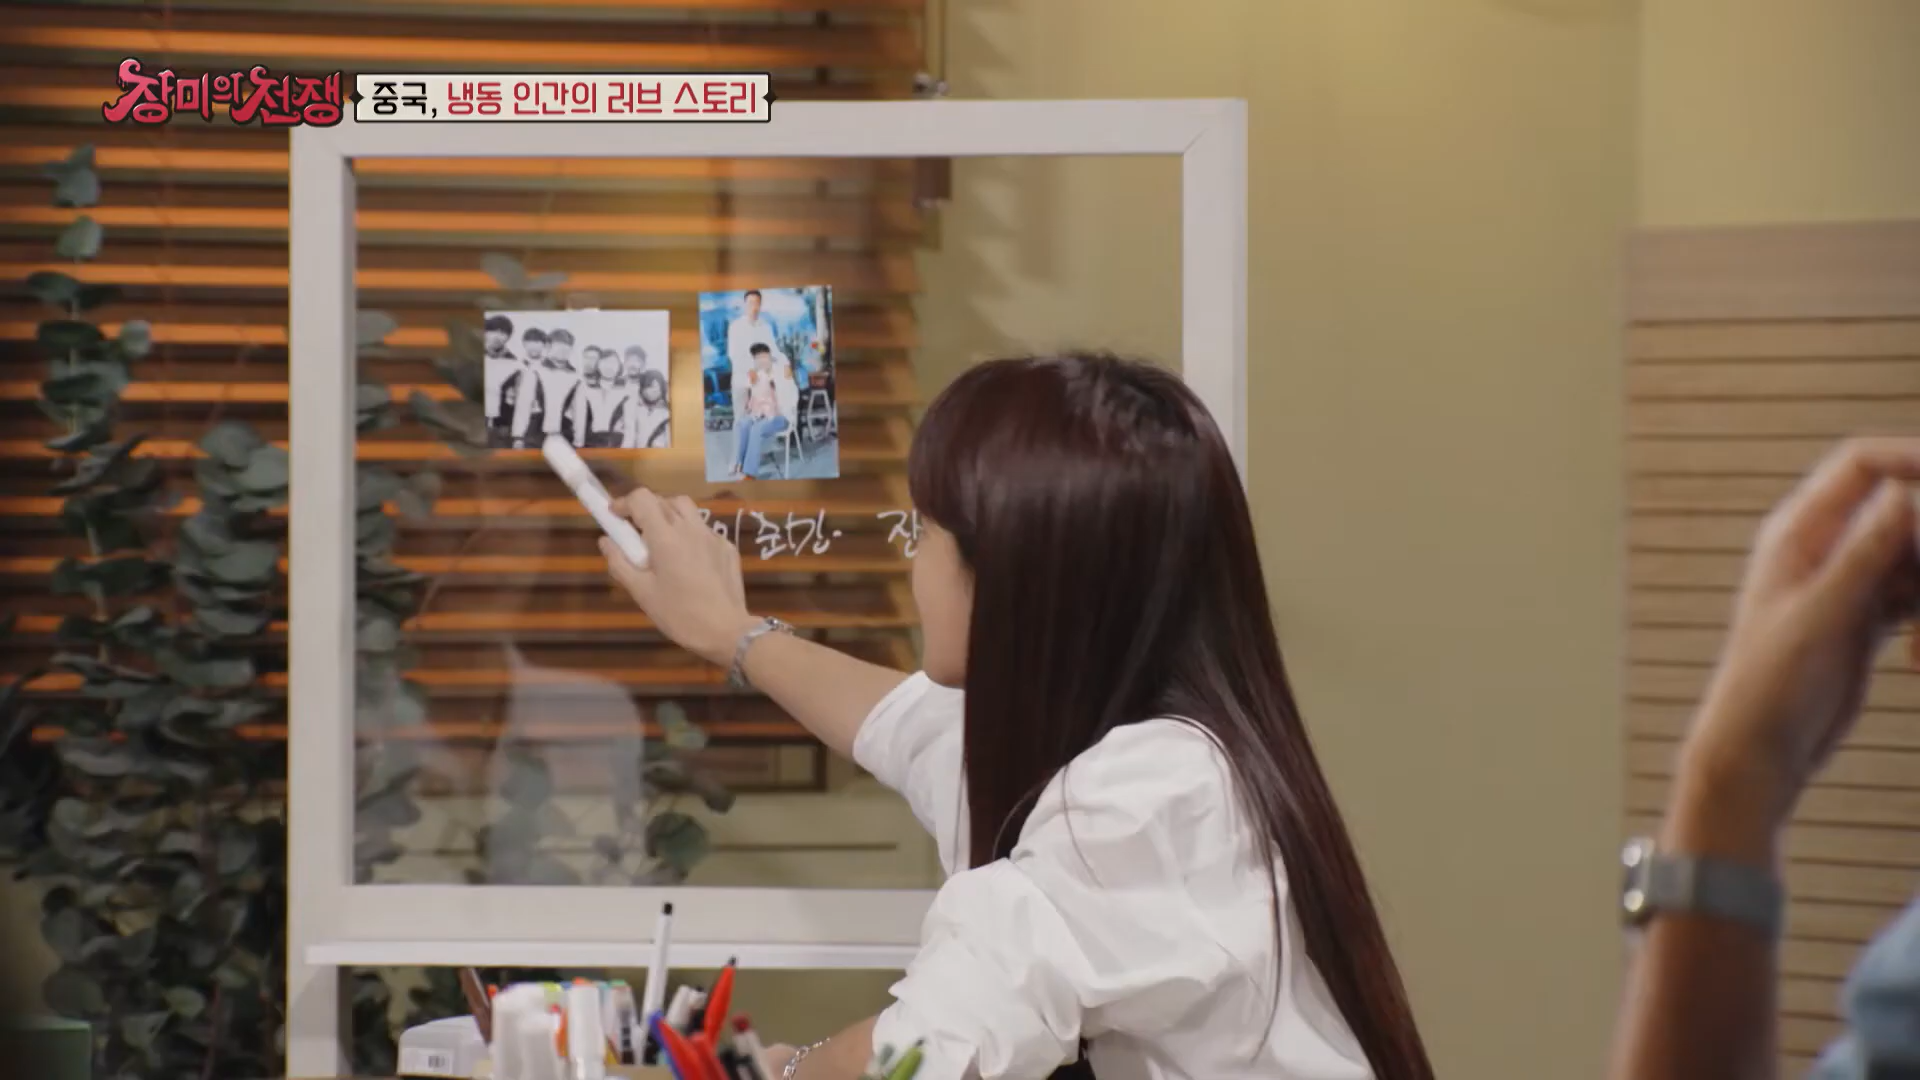 장미의 전쟁
중국, 냉동 인간의 러브 스토리